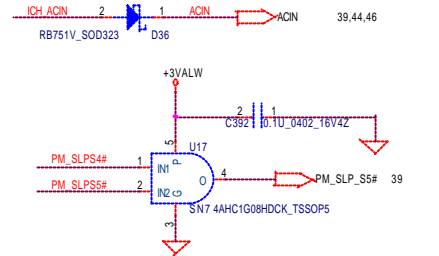 ICH_ACIN 2 1 ACIN ACIN 39,44,46
RB751V_SOD323 D36
+3VALW
2 1
C392 0.1U_0402_16V4Z
5
U17
PM_SLPS4# 1 IN1 P
O 4 PM_SLP_S5# 39
PM_SLPS5# 2 IN2 G
SN7 4AHC1G08HDCK_TSSOP5
3